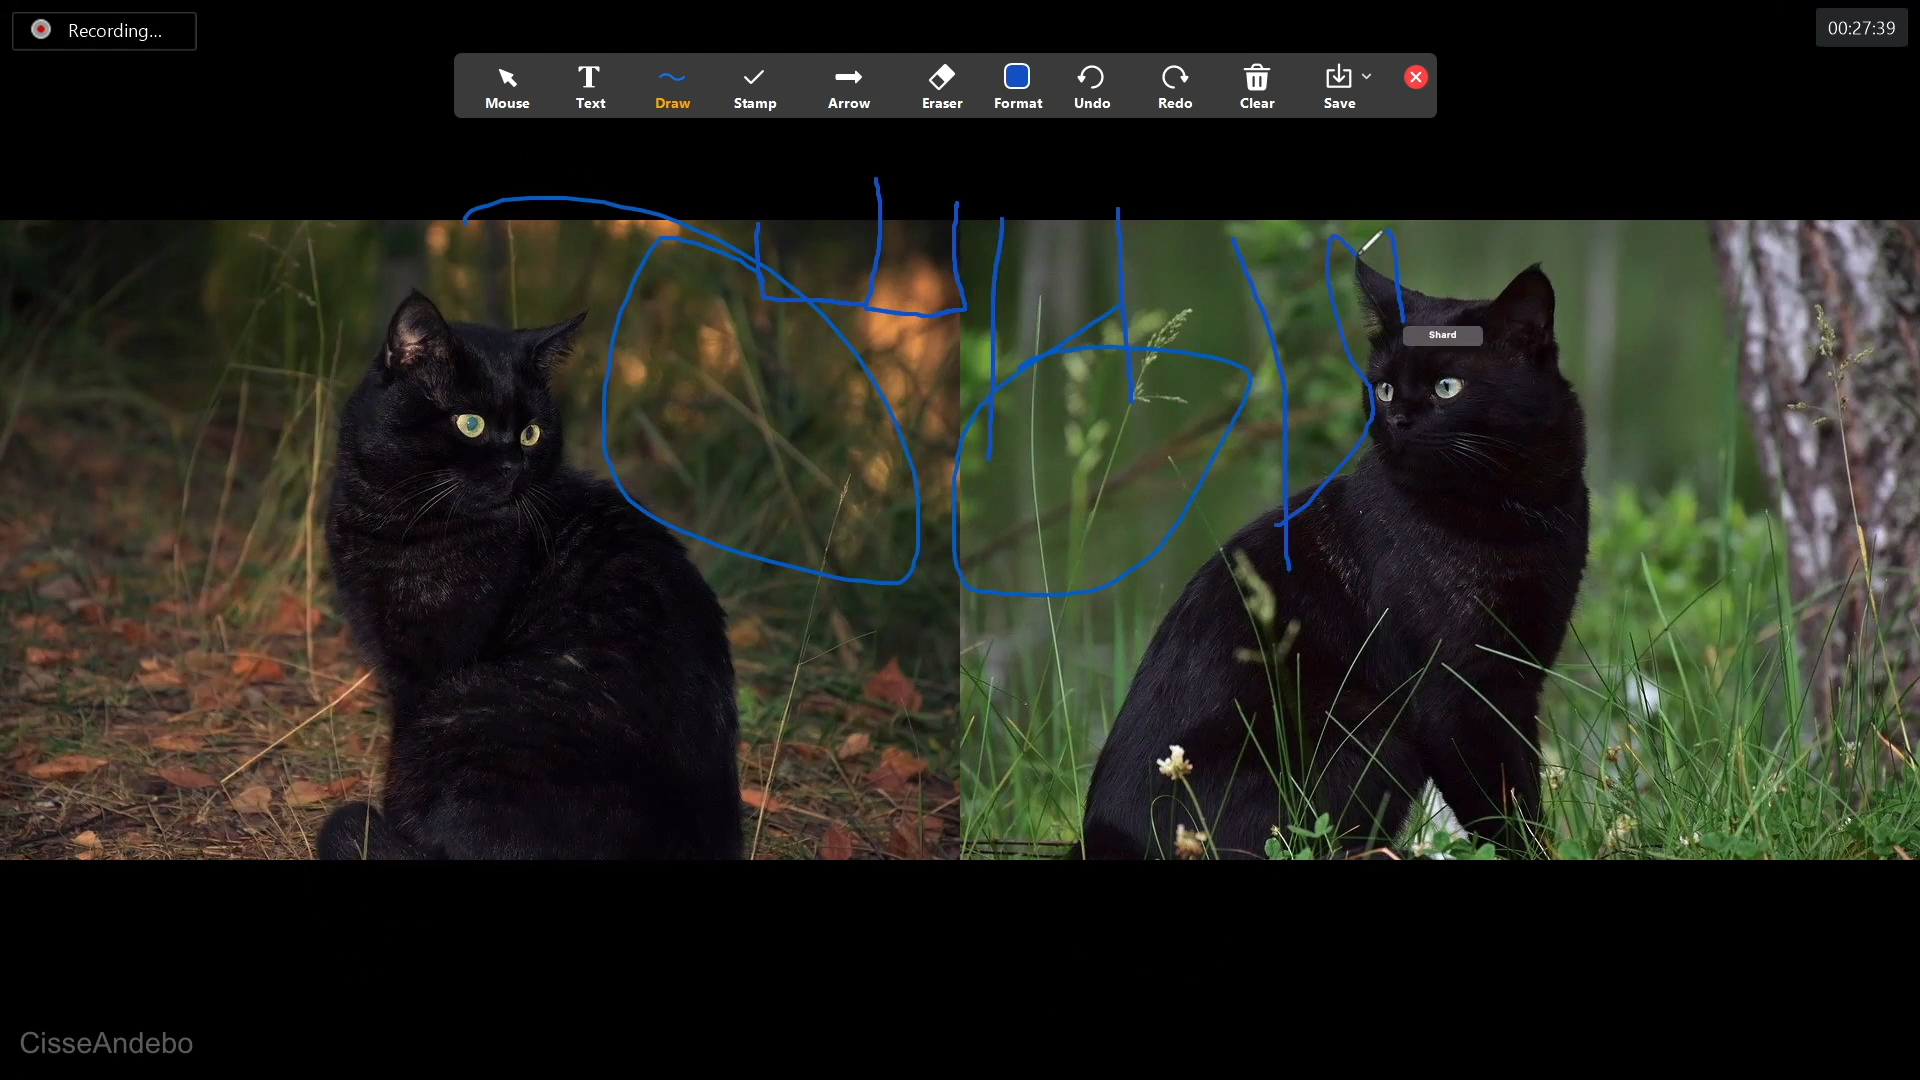 Recording...
00:27:39
Mouse
Text
Draw
Stamp
Arrow
Eraser
Format
Undo
Redo
Clear
Save
Shard
CisseAndebo